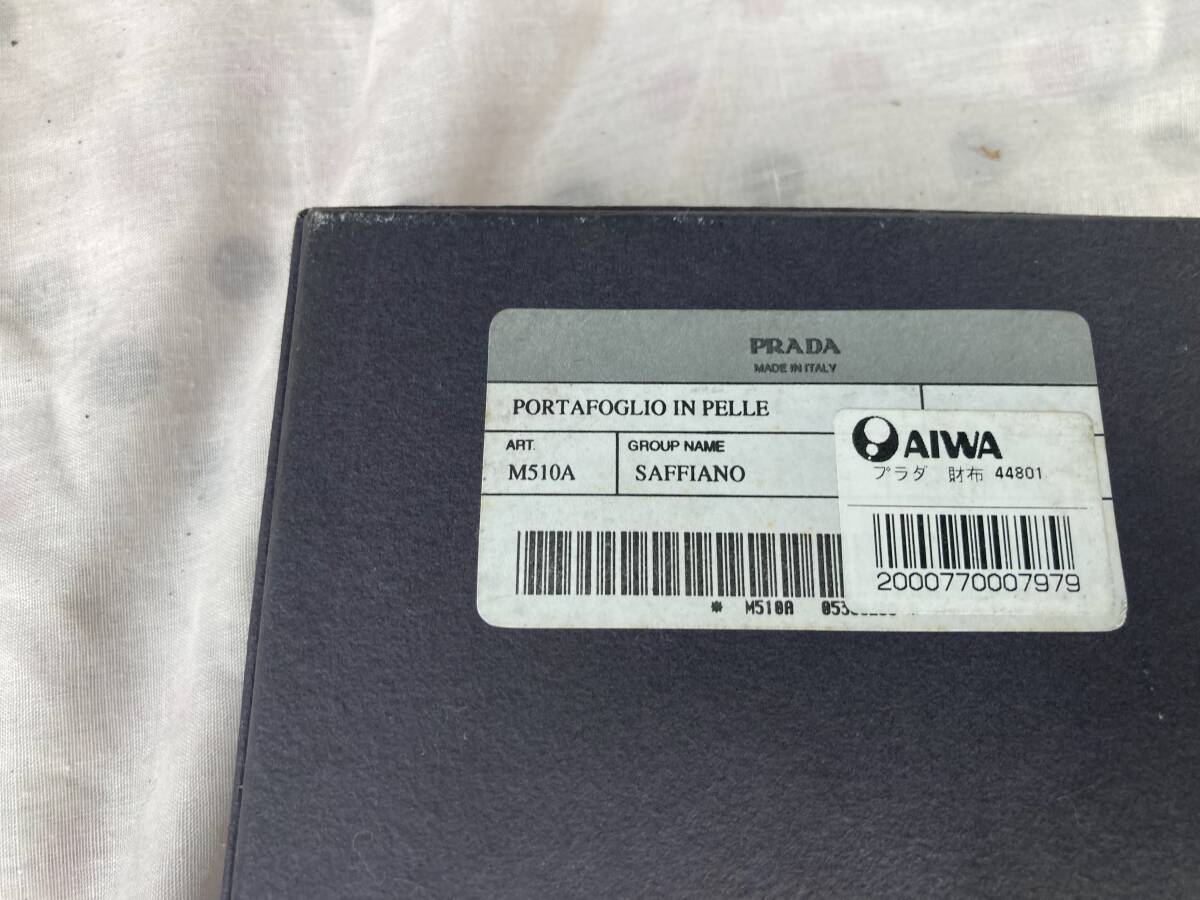 PRADA
MADE IN ITALY
PORTAFOGLIO IN PELLE
ART.
M510A
GROUP NAME
SAFFIANO
* M510A
AIWA
プラダ 財布 44801
2000770007979